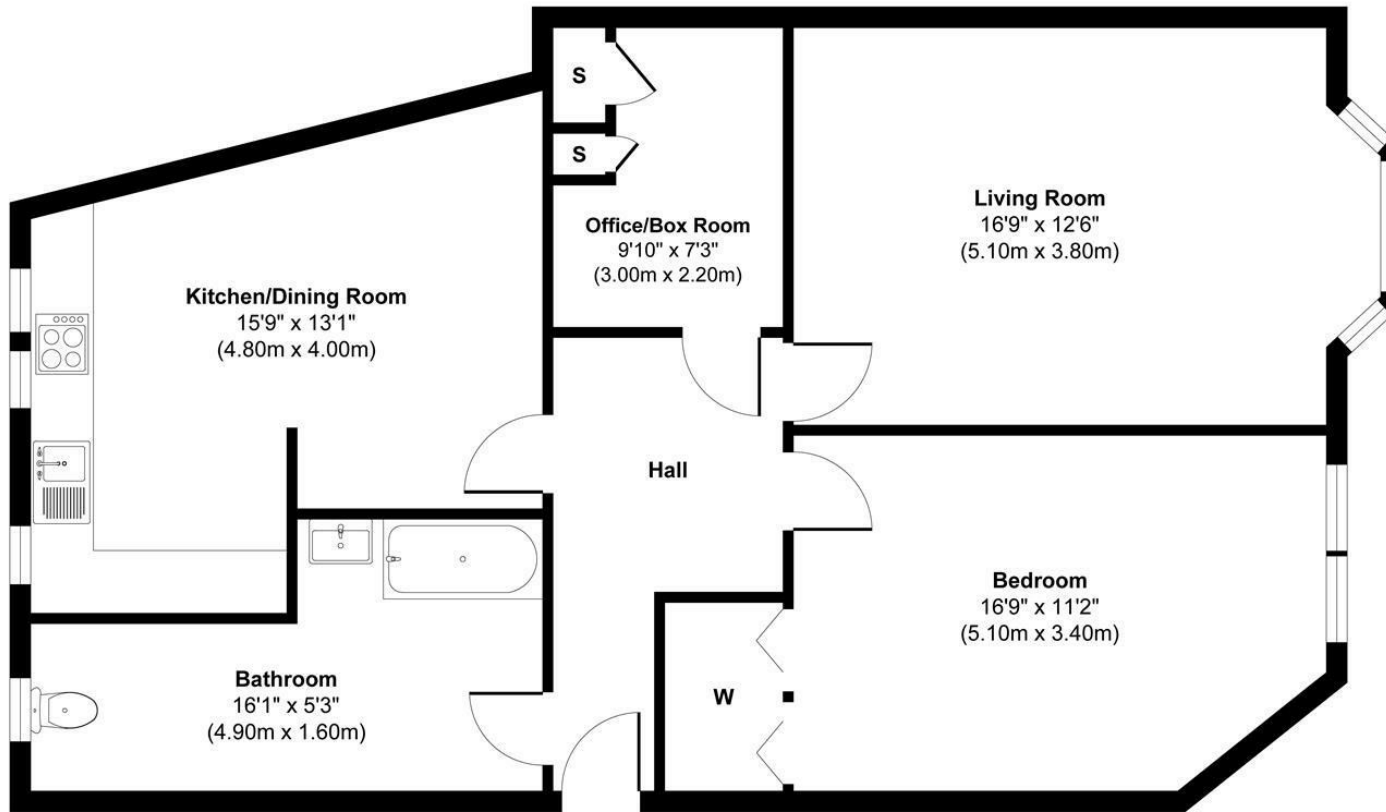 S
S
Living Room
16'9" x 12'6"
(5.10m x 3.80m)
Office/Box Room
9'10" x 7'3"
(3.00m x 2.20m)
Kitchen/Dining Room
15'9" x 13'1"
(4.80m x 4.00m)
Hall
Bedroom
16'9" x 11'2"
(5.10m x 3.40m)
Bathroom
16'1" x 5'3"
(4.90m x 1.60m)
W